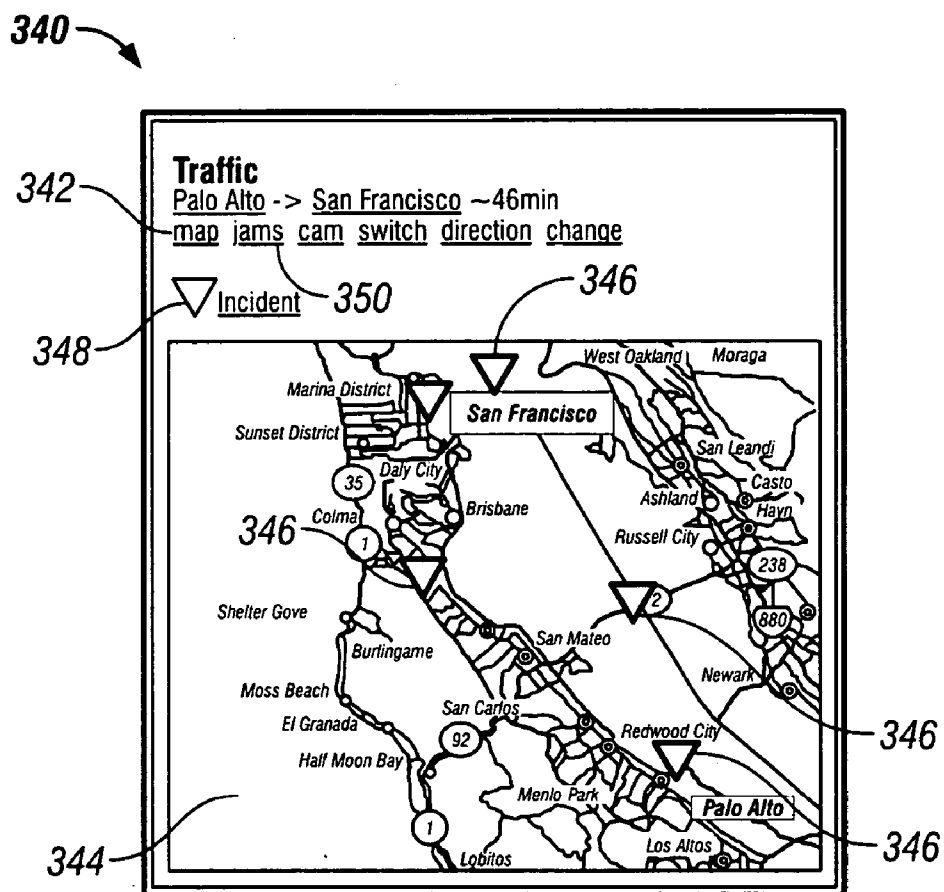 340
Traffic
342
Palo Alto -> San Francisco ~46min
map jams cam switch direction change
346
Incident
350
348
West Oakland
Moraga
Marina District
San Francisco
Sunset District
San Leandi
Daly City
35
Casto
Ashland
Hayn
Colma
Brisbane
Russell City
346
1
238
2
Shelter Gove
880
San Mateo
Burlingame
Newark
Moss Beach
San Carlos
El Granada
Redwood City
346
92
Half Moon Bay
Menlo Park
Palo Alto
1
Los Altos
346
344
Lobitos